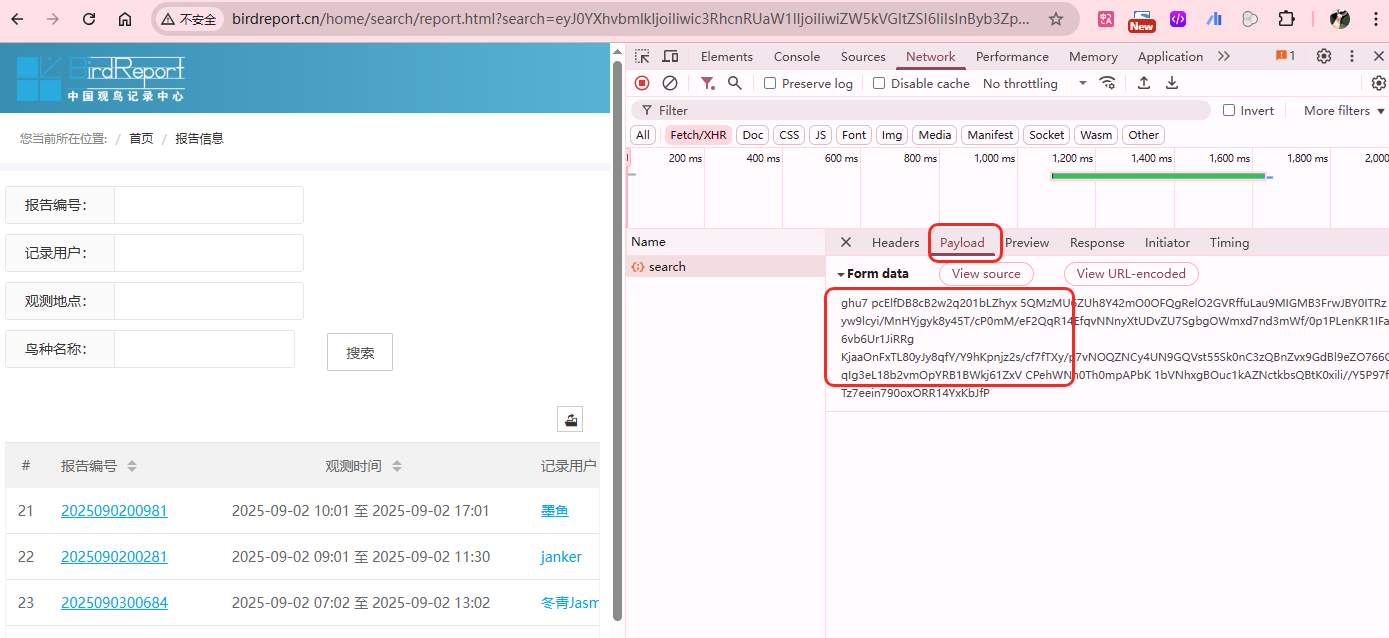 不安全
birdreport.cn/home/search/report.html?search=eyJ0YXhvbmlkIjoiIiwic3RhcnRUaW1lIjoiIiwiZW5kVGltZSI6IiIsInByb3Zp...
New
BirdReport
中国观鸟记录中心
您当前所在位置: / 首页 / 报告信息
报告编号:
记录用户:
观测地点:
鸟种名称:
搜索
# 报告编号 观测时间 记录用户
21 2025090200981 2025-09-02 10:01 至 2025-09-02 17:01 墨鱼
22 2025090200281 2025-09-02 09:01 至 2025-09-02 11:30 janker
23 2025090300684 2025-09-02 07:02 至 2025-09-02 13:02 冬青Jasm
Elements Console Sources Network Performance Memory Application 1
Preserve log Disable cache No throttling
Filter Invert More filters
All Fetch/XHR Doc CSS JS Font Img Media Manifest Socket Wasm Other
200 ms 400 ms 600 ms 800 ms 1,000 ms 1,200 ms 1,400 ms 1,600 ms 1,800 ms 2,000
Name
search
Headers Payload Preview Response Initiator Timing
Form data View source View URL-encoded
ghu7 pcElfDB8cB2w2q201bLZhyx 5QMzMU6ZUh8Y42mO0OFQgRelO2GVRffuLau9MIGMB3FrwJBY0ITRz
yw9lcyi/MnHYjgyk8y45T/cP0mM/eF2QqR14EfqvNNnyXtUDvZU7SgbgOWmxd7nd3mWf/0p1PLenKR1IFa
6vb6Ur1JiRRg
KjaaOnFxTL80yJy8qfY/Y9hKpnjz2s/cf7fTXy/p7vNOQZNCy4UN9GQVst55Sk0nC3zQBnZvx9GdBl9eZO766
qIg3eL18b2vmOpYRB1BWkj61ZxV CPehWNn0Th0mpAPbK 1bVNhxgBOuc1kAZNctkbsQBtK0xili//Y5P97f
Tz7eein790oxORR14YxKbJfP